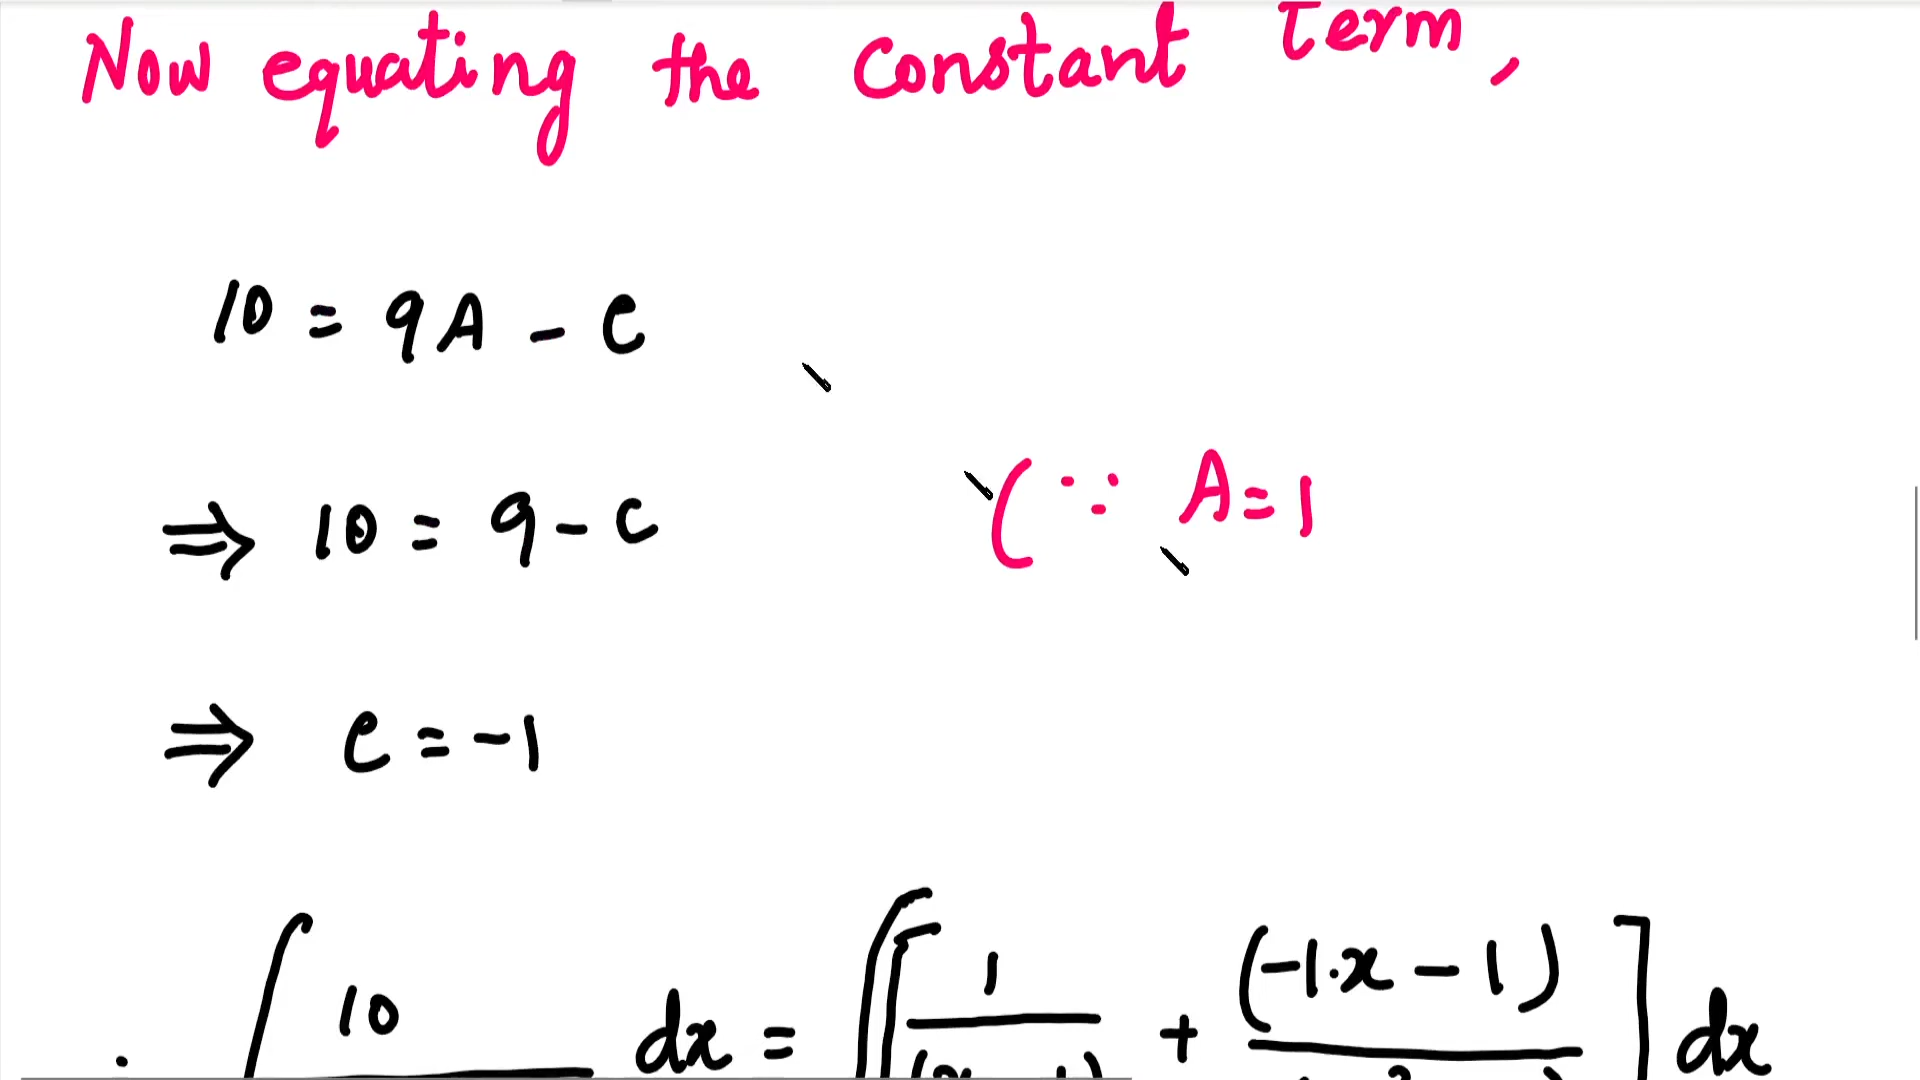 Now equating the constant term,
10 = 9A - C
⇒ 10 = 9 - C (∵ A = 1
⇒ C = -1
∫ 10 dx = ∫ [ 1 + (-1·x - 1) ] dx